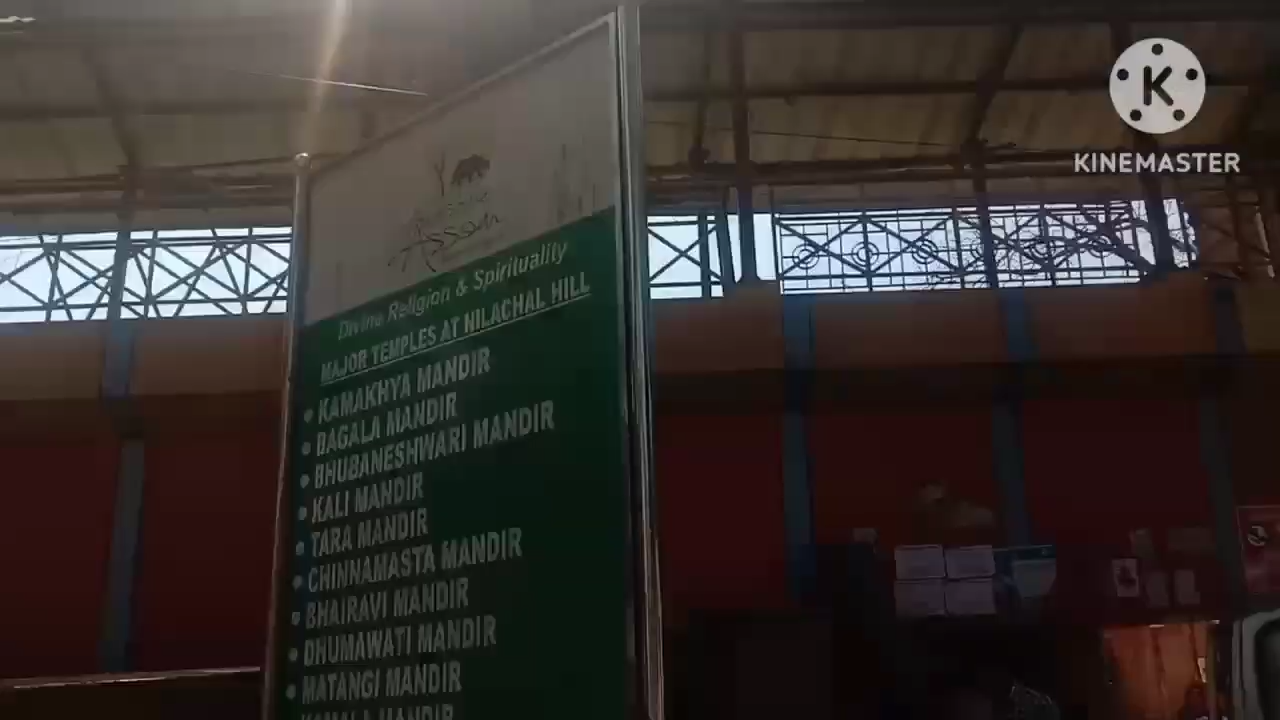 KINEMASTER
Assam
Divine Religion & Spirituality
MAJOR TEMPLES AT NILACHAL HILL
• KAMAKHYA MANDIR
• BAGALA MANDIR
• BHUBANESHWARI MANDIR
• KALI MANDIR
• TARA MANDIR
• CHINNAMASTA MANDIR
• BHAIRAVI MANDIR
• DHUMAWATI MANDIR
• MATANGI MANDIR
KAMALA MANDIR